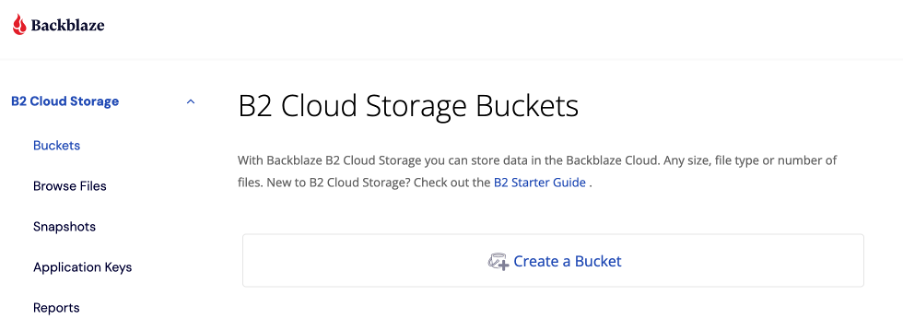 Backblaze
B2 Cloud Storage
Buckets
Browse Files
Snapshots
Application Keys
Reports
B2 Cloud Storage Buckets
With Backblaze B2 Cloud Storage you can store data in the Backblaze Cloud. Any size, file type or number of
files. New to B2 Cloud Storage? Check out the B2 Starter Guide .
Create a Bucket